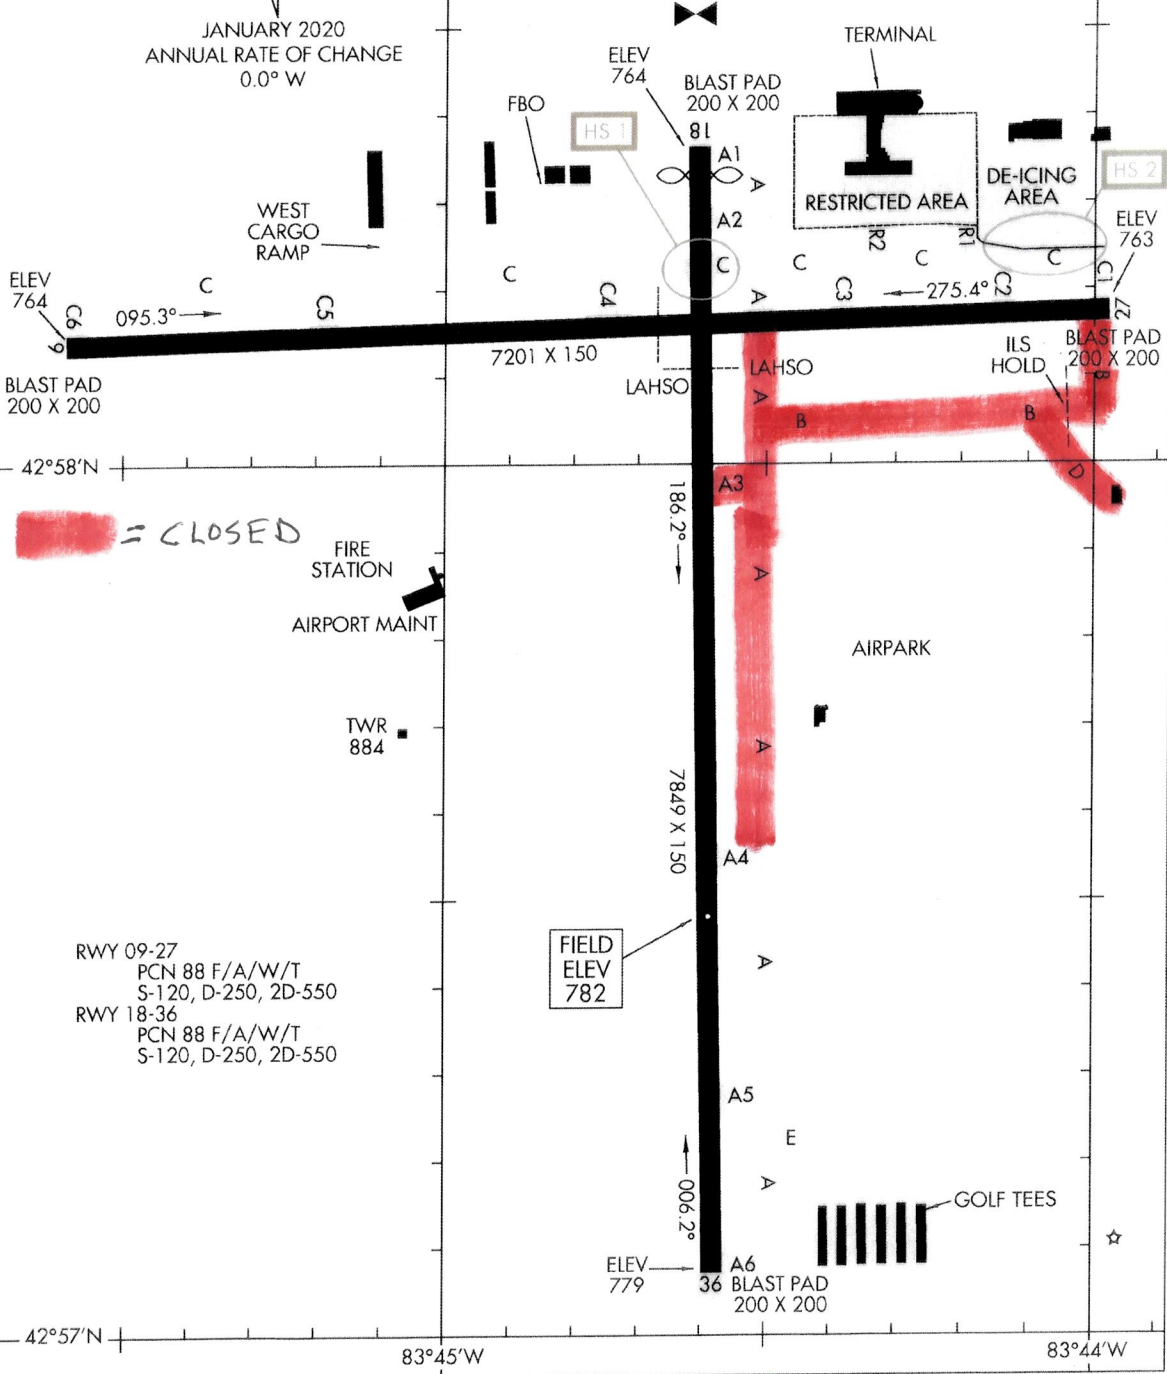 JANUARY 2020
ANNUAL RATE OF CHANGE
0.0° W
ELEV
764
BLAST PAD
200 X 200
TERMINAL
FBO
HS 1
18
A1
A
A2
RESTRICTED AREA
DE-ICING
AREA
HS 2
WEST
CARGO
RAMP
R2
R1
ELEV
763
C
C
C
C
C
C
C1
ELEV
764
C6
C5
C4
A
C3
C2
275.4°
095.3°
9
27
7201 X 150
BLAST PAD
200 X 200
ILS
HOLD
BLAST PAD
200 X 200
LAHSO
LAHSO
B
A
B
B
42°58'N
A3
D
186.2°
= CLOSED
FIRE
STATION
A
AIRPORT MAINT
AIRPARK
TWR
884
A
7849 X 150
A4
RWY 09-27
PCN 88 F/A/W/T
S-120, D-250, 2D-550
RWY 18-36
PCN 88 F/A/W/T
S-120, D-250, 2D-550
FIELD
ELEV
782
A
A5
E
A
006.2°
GOLF TEES
ELEV
779
A6
36
BLAST PAD
200 X 200
42°57'N
83°45'W
83°44'W